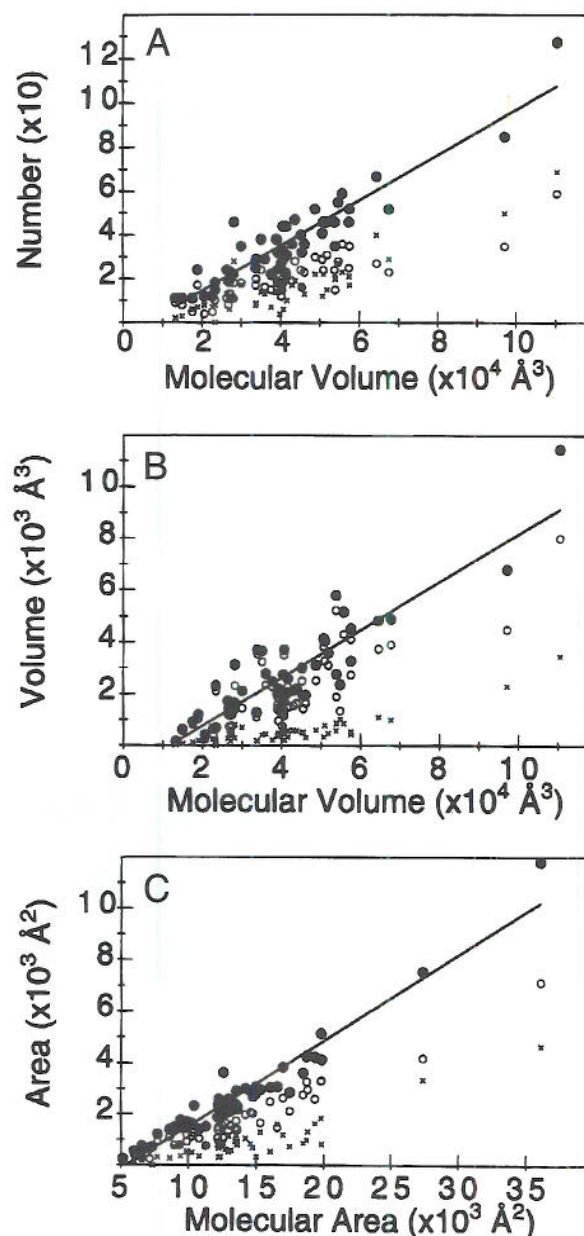 A
12
10
8
6
4
2
Number (x10)
0 2 4 6 8 10
Molecular Volume (x10⁴ Å³)
B
10
8
6
4
2
Volume (x10³ Å³)
0 2 4 6 8 10
Molecular Volume (x10⁴ Å³)
C
10
8
6
4
2
Area (x10³ Å²)
5 10 15 20 25 30 35
Molecular Area (x10³ Å²)